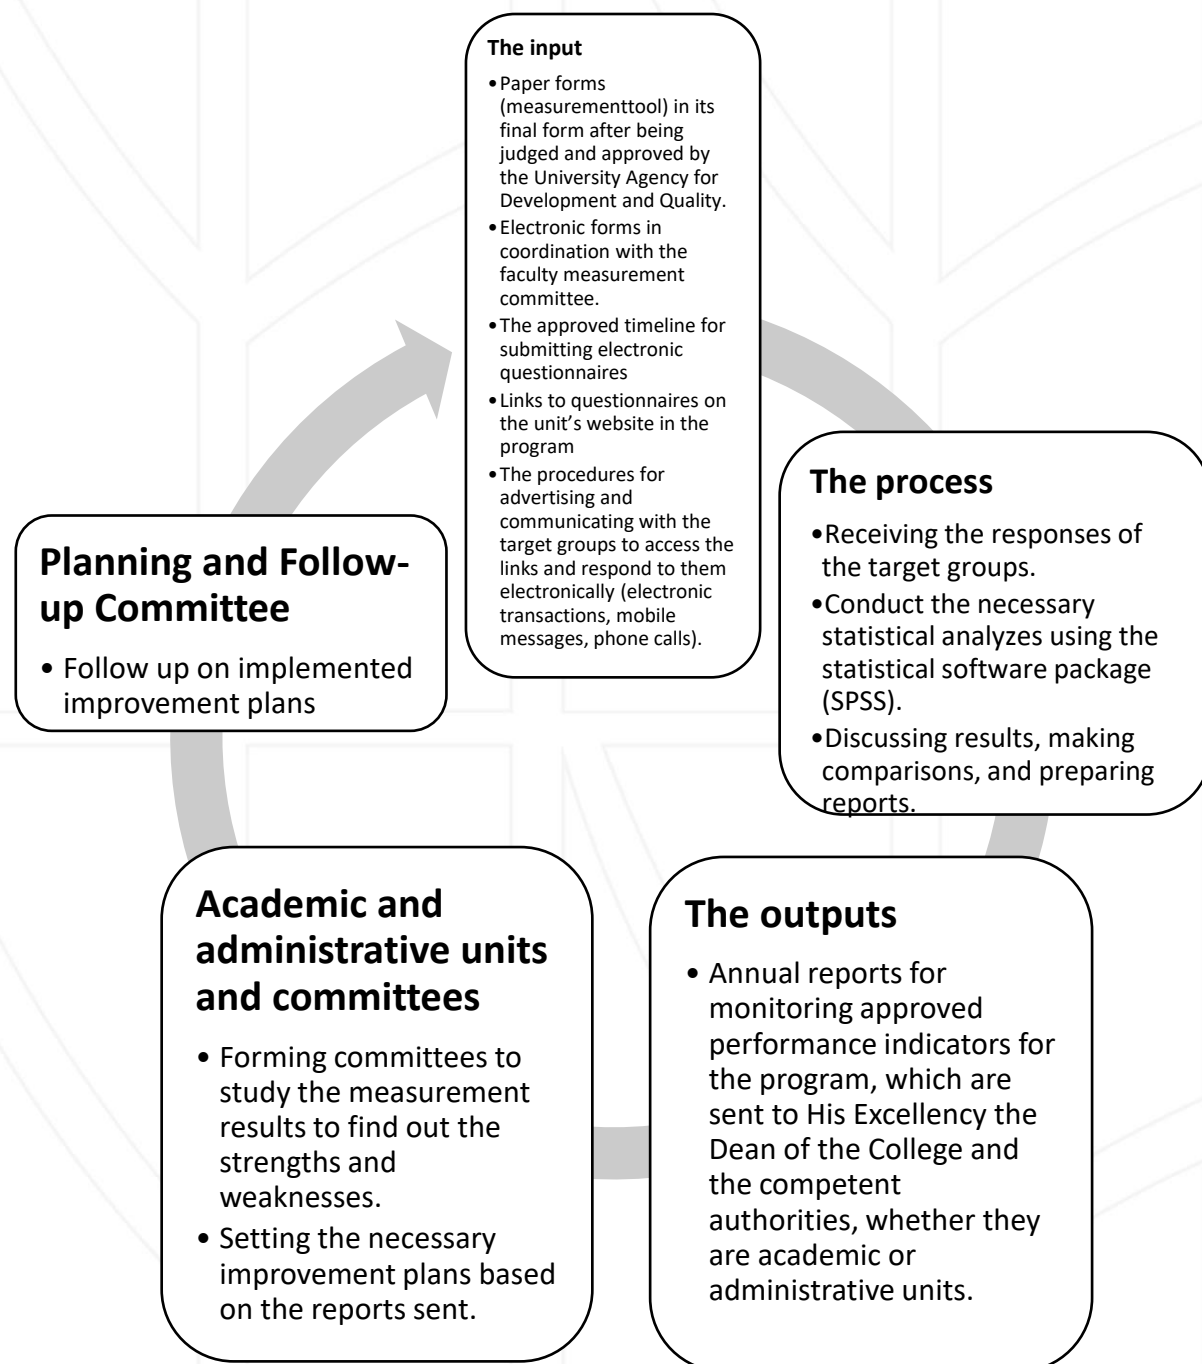 The input
•Paper forms
(measurementtool) in its
final form after being
judged and approved by
the University Agency for
Development and Quality.
•Electronic forms in
coordination with the
faculty measurement
committee.
•The approved timeline for
submitting electronic
questionnaires
•Links to questionnaires on
the unit’s website in the
program
•The procedures for
advertising and
communicating with the
target groups to access the
links and respond to them
electronically (electronic
transactions, mobile
messages, phone calls).
The process
•Receiving the responses of
the target groups.
•Conduct the necessary
statistical analyzes using the
statistical software package
(SPSS).
•Discussing results, making
comparisons, and preparing
reports.
The outputs
• Annual reports for
monitoring approved
performance indicators for
the program, which are
sent to His Excellency the
Dean of the College and
the competent
authorities, whether they
are academic or
administrative units.
Academic and
administrative units
and committees
• Forming committees to
study the measurement
results to find out the
strengths and
weaknesses.
• Setting the necessary
improvement plans based
on the reports sent.
Planning and Follow-
up Committee
• Follow up on implemented
improvement plans